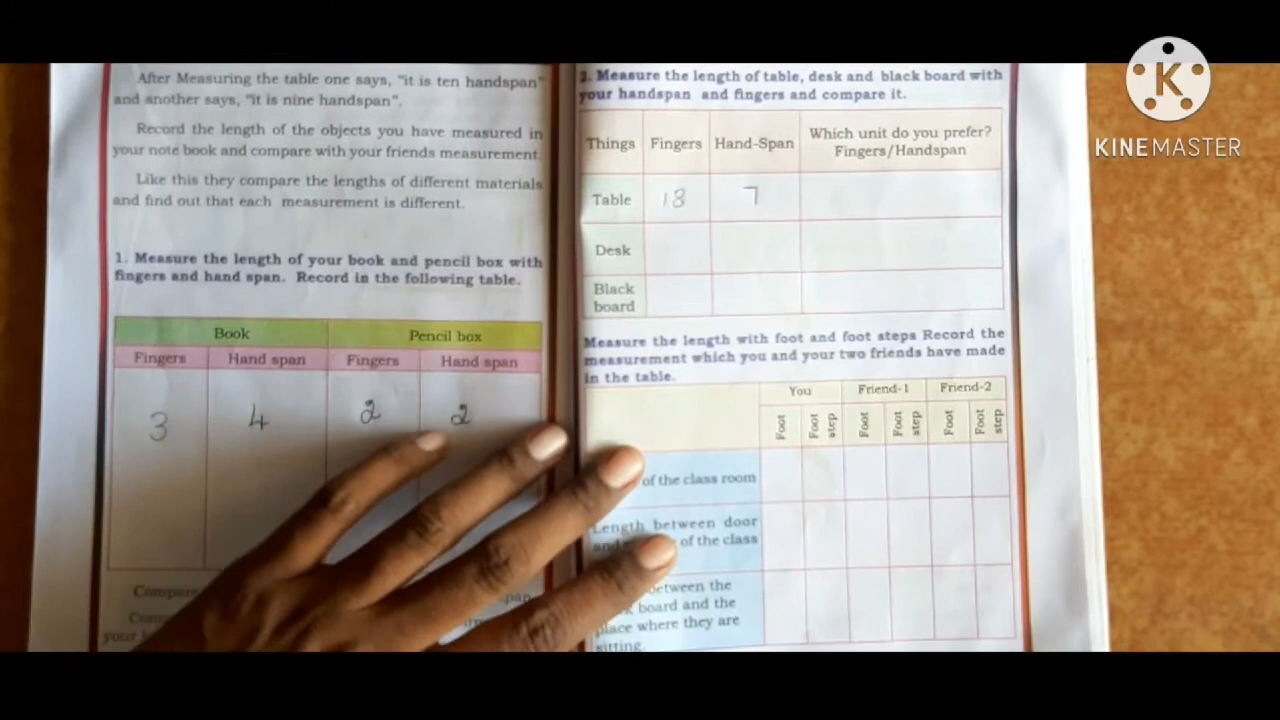 After Measuring the table one says, "it is ten handspan"
and another says, "it is nine handspan".
Record the length of the objects you have measured in
your note book and compare with your friends measurement.
Like this they compare the lengths of different materials
and find out that each measurement is different.
1. Measure the length of your book and pencil box with
fingers and hand span. Record in the following table.
Book Pencil box
Fingers Hand span Fingers Hand span
3 4 2 2
Compare
your
2. Measure the length of table, desk and black board with
your handspan and fingers and compare it.
Things Fingers Hand-Span Which unit do you prefer?
Fingers/Handspan
Table 18 7
Desk
Black
board
Measure the length with foot and foot steps Record the
measurement which you and your two friends have made
in the table.
You Friend-1 Friend-2
Foot Foot step Foot Foot step Foot Foot step
of the class room
Length between door
and of the class
between the
board and the
place where they are
sitting.
K
KINEMASTER